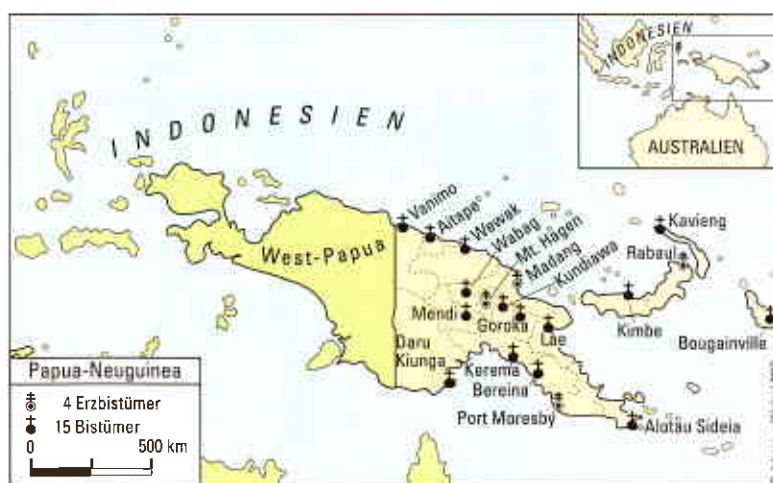 INDONESIEN
AUSTRALIEN
INDONESIEN
West-Papua
Vanimo
Aitape
Wewak
Wabag
Mt. Hagen
Madang
Kundiawa
Kavieng
Rabaul
Mendi
Goroka
Lae
Kimbe
Bougainville
Daru
Kiunga
Kerema
Bereina
Port Moresby
Alotau Sideia
Papua-Neuguinea
4 Erzbistümer
15 Bistümer
0 500 km